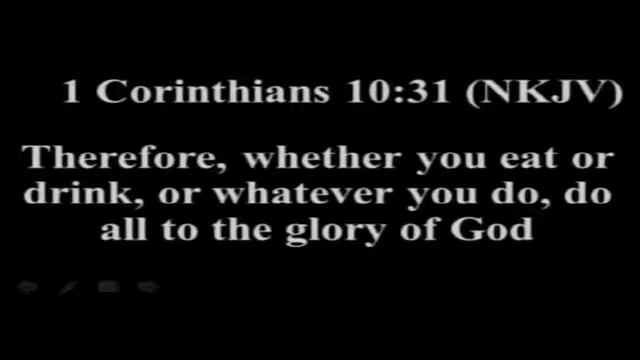 1 Corinthians 10:31 (NKJV)
Therefore, whether you eat or
drink, or whatever you do, do
all to the glory of God